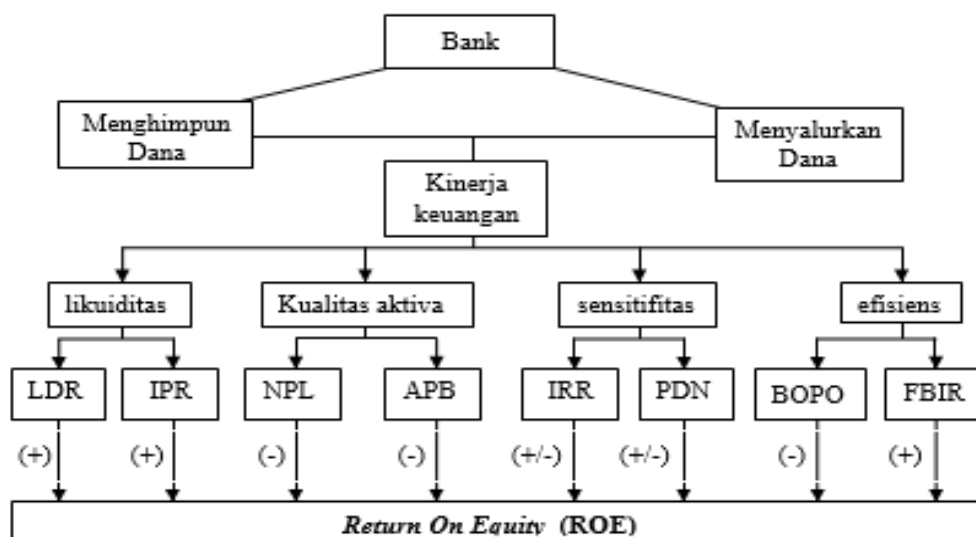 Bank
Menghimpun
Dana
Menyalurkan
Dana
Kinerja
keuangan
likuiditas
Kualitas aktiva
sensitifitas
efisiens
LDR
IPR
NPL
APB
IRR
PDN
BOPO
FBIR
(+)
(+)
(-)
(-)
(+/-)
(+/-)
(-)
(+)
Return On Equity (ROE)